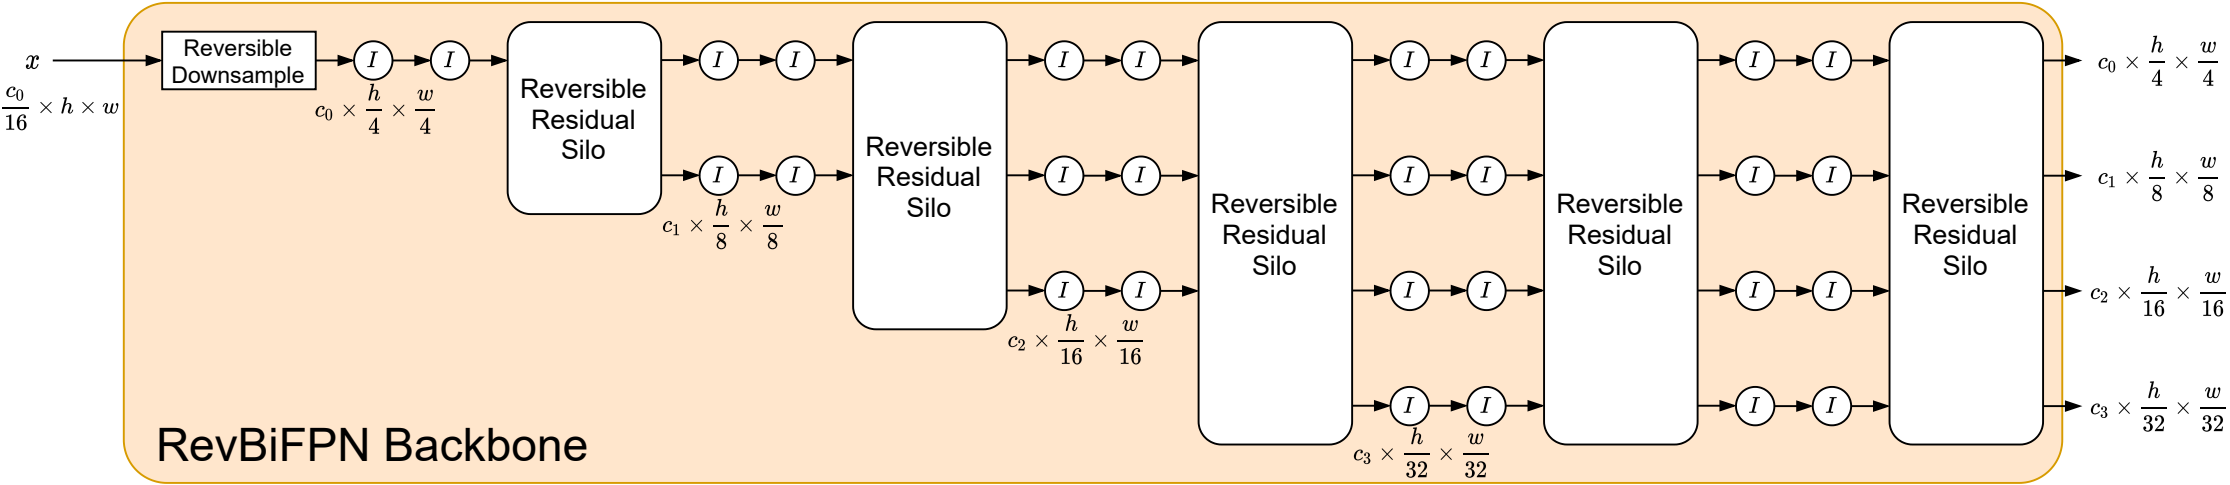 x
c₀/16 × h × w
Reversible
Downsample
I I
c₀ × h/4 × w/4
Reversible
Residual
Silo
I I
I I
c₁ × h/8 × w/8
Reversible
Residual
Silo
I I
I I
I I
c₂ × h/16 × w/16
Reversible
Residual
Silo
I I
I I
I I
I I
c₃ × h/32 × w/32
Reversible
Residual
Silo
I I
I I
I I
I I
Reversible
Residual
Silo
c₀ × h/4 × w/4
c₁ × h/8 × w/8
c₂ × h/16 × w/16
c₃ × h/32 × w/32
RevBiFPN Backbone